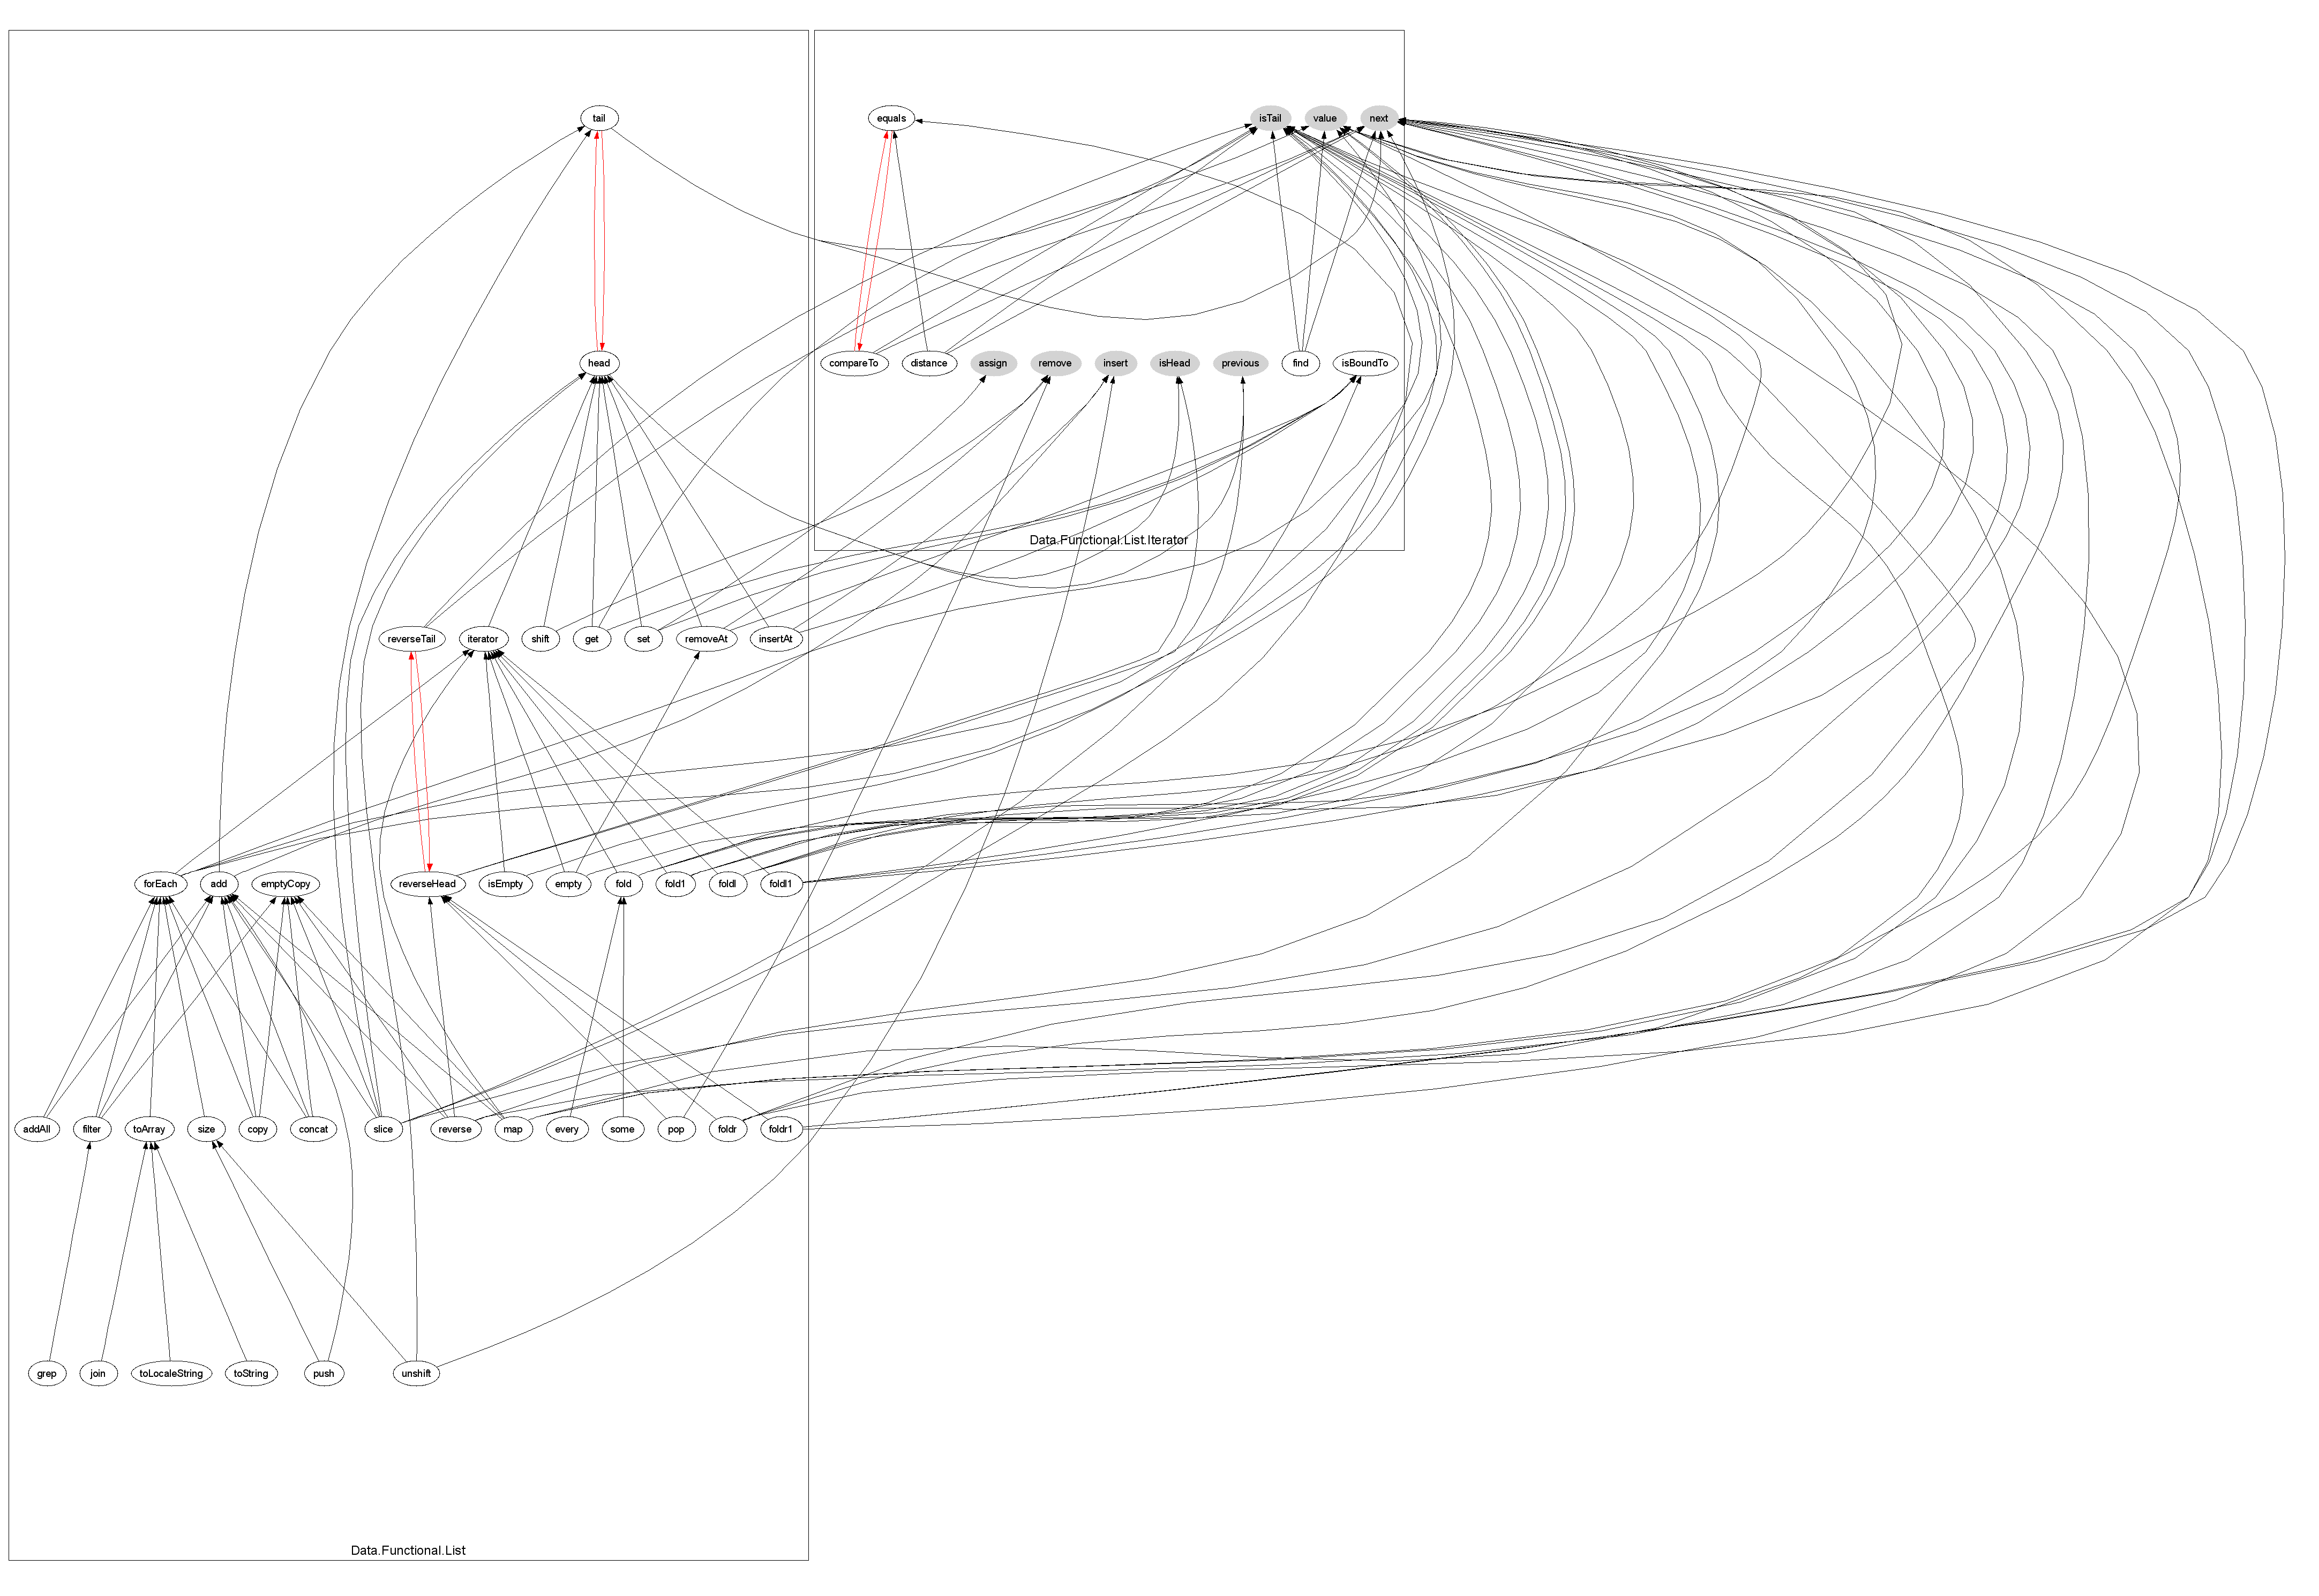 tail
equals
isTail
value
next
head
compareTo
distance
assign
remove
insert
isHead
previous
find
isBoundTo
Data.Functional.List.Iterator
reverseTail
iterator
shift
get
set
removeAt
insertAt
forEach
add
emptyCopy
reverseHead
isEmpty
empty
fold
fold1
foldl
foldl1
addAll
filter
toArray
size
copy
concat
slice
reverse
map
every
some
pop
foldr
foldr1
grep
join
toLocaleString
toString
push
unshift
Data.Functional.List